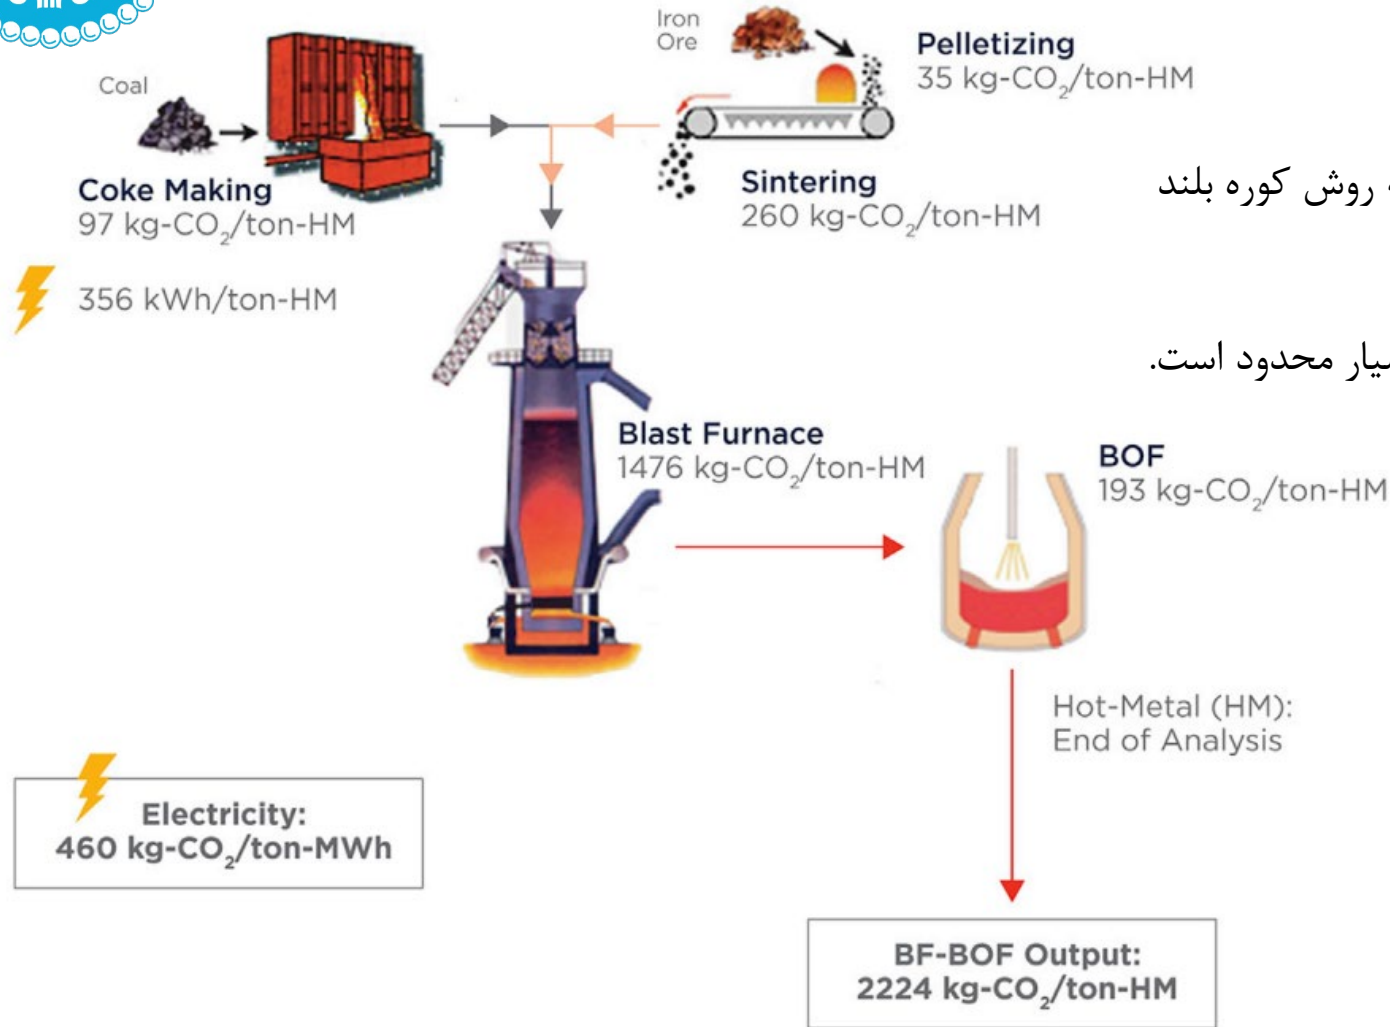 Iron
Ore
Pelletizing
35 kg-CO₂/ton-HM
Coal
Coke Making
97 kg-CO₂/ton-HM
Sintering
260 kg-CO₂/ton-HM
روش کوره بلند
356 kWh/ton-HM
محدود است.
Blast Furnace
1476 kg-CO₂/ton-HM
BOF
193 kg-CO₂/ton-HM
Hot-Metal (HM):
End of Analysis
Electricity:
460 kg-CO₂/ton-MWh
BF-BOF Output:
2224 kg-CO₂/ton-HM